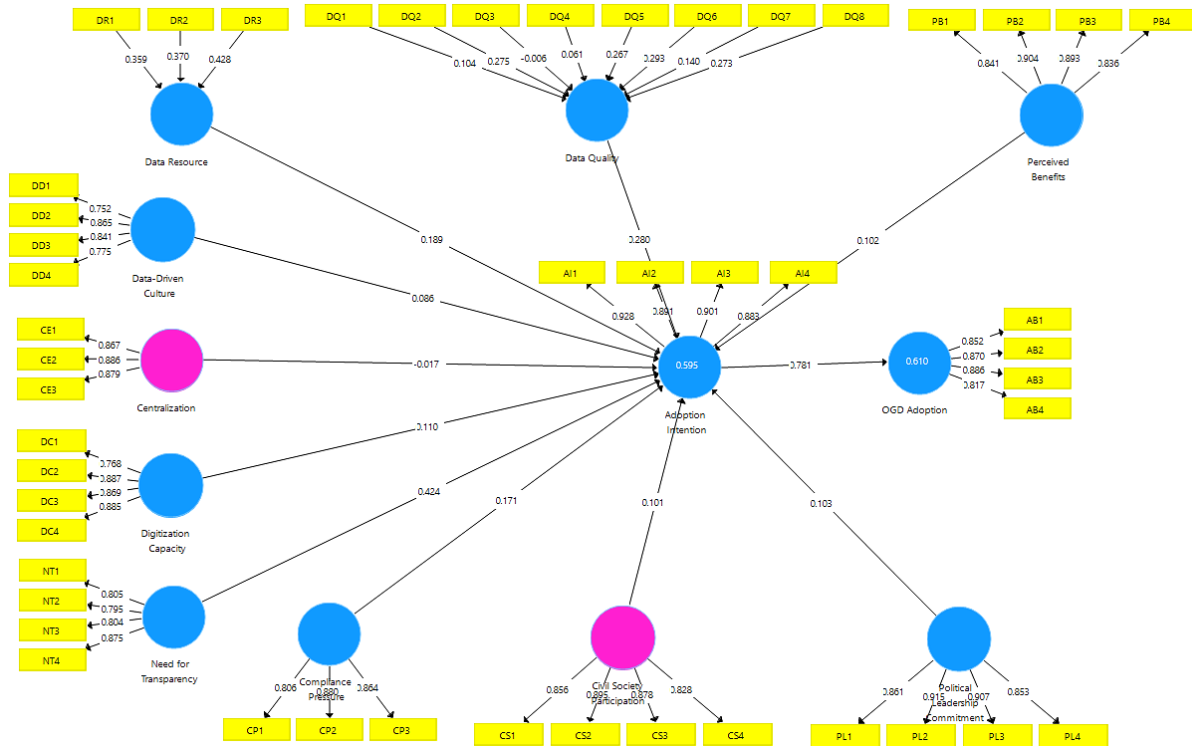 DR1 DR2 DR3
0.359 0.370 0.428
Data Resource
DQ1 DQ2 DQ3 DQ4 DQ5 DQ6 DQ7 DQ8
0.104 0.275 -0.006 0.061 0.267 0.293 0.140 0.273
Data Quality
PB1 PB2 PB3 PB4
0.841 0.904 0.893 0.836
Perceived
Benefits
DD1
DD2
DD3
DD4
0.752
0.865
0.841
0.775
Data-Driven
Culture
CE1
CE2
CE3
0.867
0.886
0.879
Centralization
DC1
DC2
DC3
DC4
0.768
0.887
0.869
0.885
Digitization
Capacity
NT1
NT2
NT3
NT4
0.805
0.795
0.804
0.875
Need for
Transparency
0.189
0.280
0.102
0.086
-0.017
0.110
0.424
0.171
0.101
0.103
AI1 AI2 AI3 AI4
0.928 0.891 0.901 0.883
0.595
Adoption
Intention
0.781
0.610
OGD Adoption
AB1
AB2
AB3
AB4
0.852
0.870
0.886
0.817
Compliance
Pressure
0.806 0.880 0.864
CP1 CP2 CP3
Civil Society
Participation
0.856 0.895 0.878 0.828
CS1 CS2 CS3 CS4
Political
Leadership
Commitment
0.861 0.915 0.907 0.853
PL1 PL2 PL3 PL4